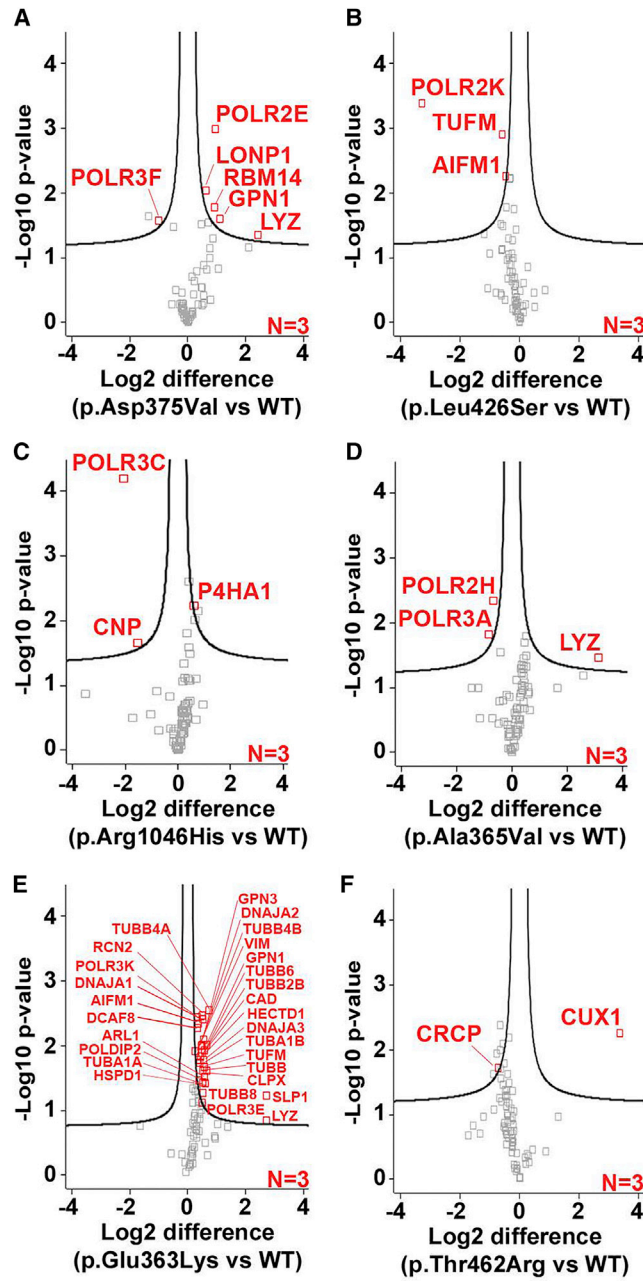 A
-Log10 p-value
4
3
2
1
0
POLR2E
LONP1
RBM14
GPN1
LYZ
POLR3F
N=3
-4 -2 0 2 4
Log2 difference
(p.Asp375Val vs WT)
B
-Log10 p-value
4
3
2
1
0
POLR2K
TUFM
AIFM1
N=3
-4 -2 0 2 4
Log2 difference
(p.Leu426Ser vs WT)
C
-Log10 p-value
4
3
2
1
0
POLR3C
P4HA1
CNP
N=3
-4 -2 0 2 4
Log2 difference
(p.Arg1046His vs WT)
D
-Log10 p-value
4
3
2
1
0
POLR2H
POLR3A
LYZ
N=3
-4 -2 0 2 4
Log2 difference
(p.Ala365Val vs WT)
E
-Log10 p-value
4
3
2
1
0
TUBB4A
RCN2
POLR3K
DNAJA1
AIFM1
DCAF8
ARL1
POLDIP2
TUBA1A
HSPD1
GPN3
DNAJA2
TUBB4B
VIM
GPN1
TUBB6
TUBB2B
CAD
HECTD1
DNAJA3
TUBA1B
TUFM
TUBB
CLPX
TUBB8
SLP1
POLR3E
LYZ
N=3
-4 -2 0 2 4
Log2 difference
(p.Glu363Lys vs WT)
F
-Log10 p-value
4
3
2
1
0
CRCP
CUX1
N=3
-4 -2 0 2 4
Log2 difference
(p.Thr462Arg vs WT)